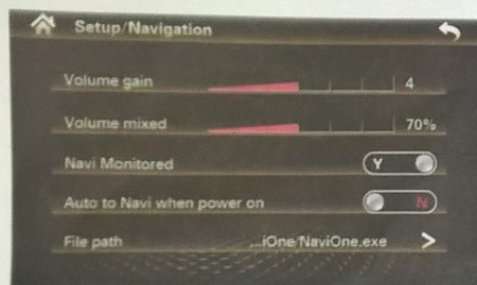 Setup/Navigation
Volume gain 4
Volume mixed 70%
Navi Monitored Y
Auto to Navi when power on N
File path ...iOne/NaviOne.exe >